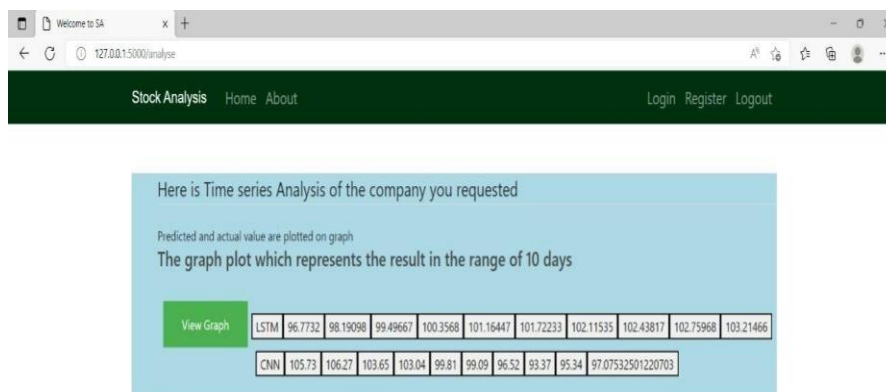 Welcome to SA
127.0.0.1:5000/analyse
Stock Analysis Home About Login Register Logout
Here is Time series Analysis of the company you requested
Predicted and actual value are plotted on graph
The graph plot which represents the result in the range of 10 days
View Graph LSTM 96.7732 98.19098 99.49667 100.3568 101.16447 101.72233 102.11535 102.43817 102.75968 103.21466
CNN 105.73 106.27 103.65 103.04 99.81 99.09 96.52 93.37 95.34 97.07532501220703